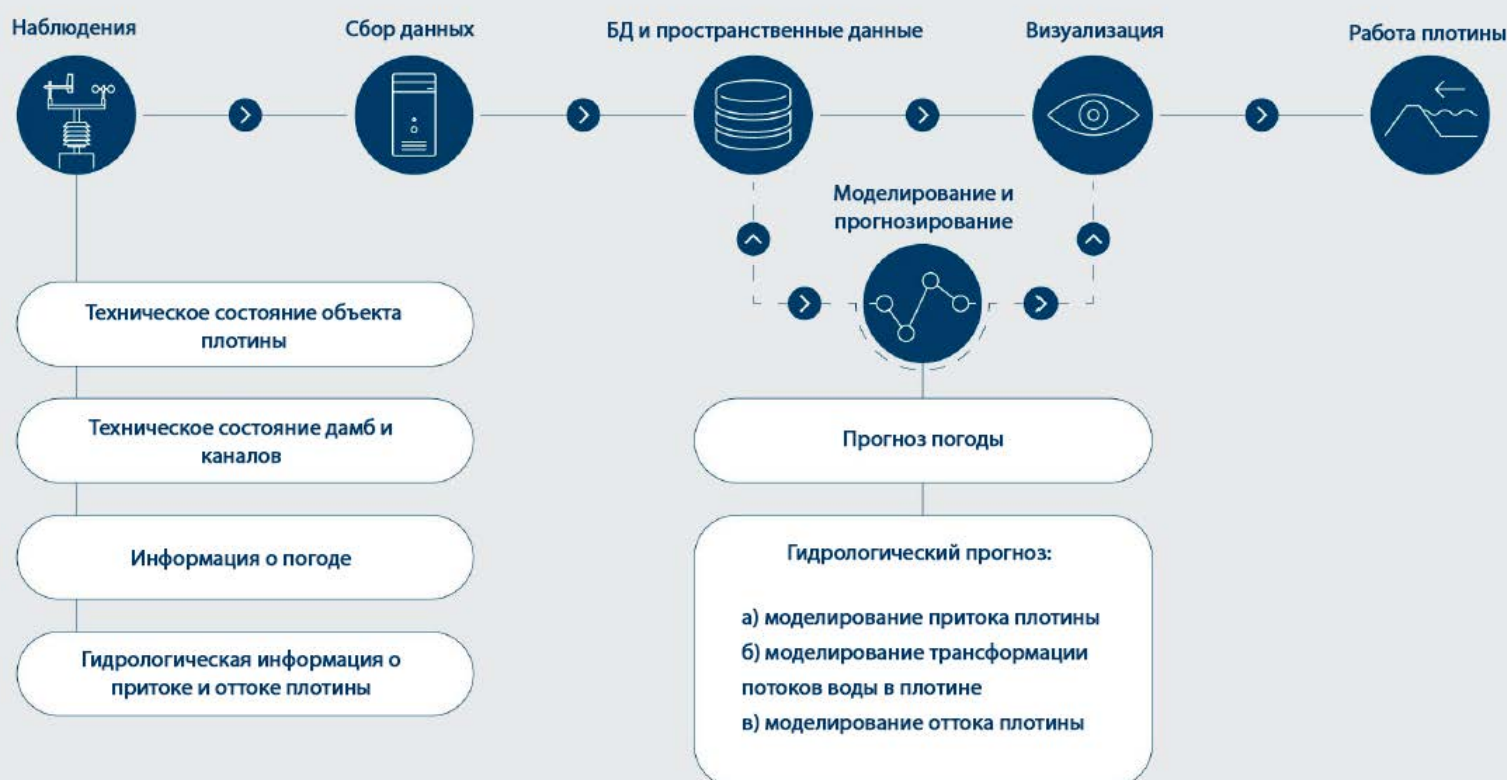 Наблюдения
Сбор данных
БД и пространственные данные
Визуализация
Работа плотины
Моделирование и
прогнозирование
Техническое состояние объекта
плотины
Техническое состояние дамб и
каналов
Информация о погоде
Гидрологическая информация о
притоке и оттоке плотины
Прогноз погоды
Гидрологический прогноз:
а) моделирование притока плотины
б) моделирование трансформации
потоков воды в плотине
в) моделирование оттока плотины